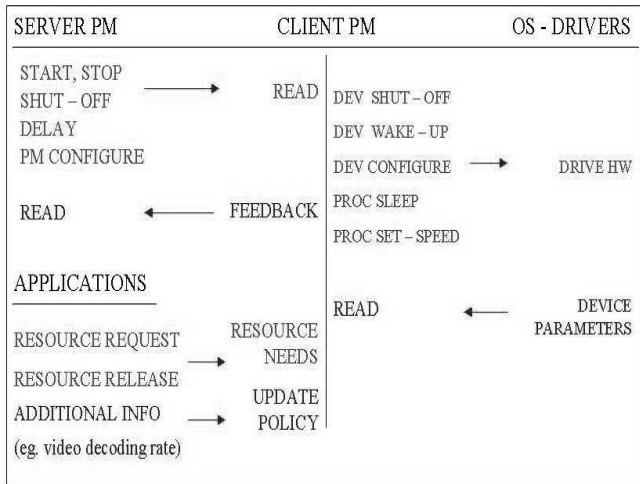 SERVER PM
CLIENT PM
OS - DRIVERS
START, STOP
SHUT – OFF
DELAY
PM CONFIGURE
READ
DEV SHUT – OFF
DEV WAKE – UP
DEV CONFIGURE
PROC SLEEP
PROC SET – SPEED
DRIVE HW
READ
FEEDBACK
READ
DEVICE
PARAMETERS
APPLICATIONS
RESOURCE REQUEST
RESOURCE RELEASE
RESOURCE
NEEDS
ADDITIONAL INFO
(eg. video decoding rate)
UPDATE
POLICY